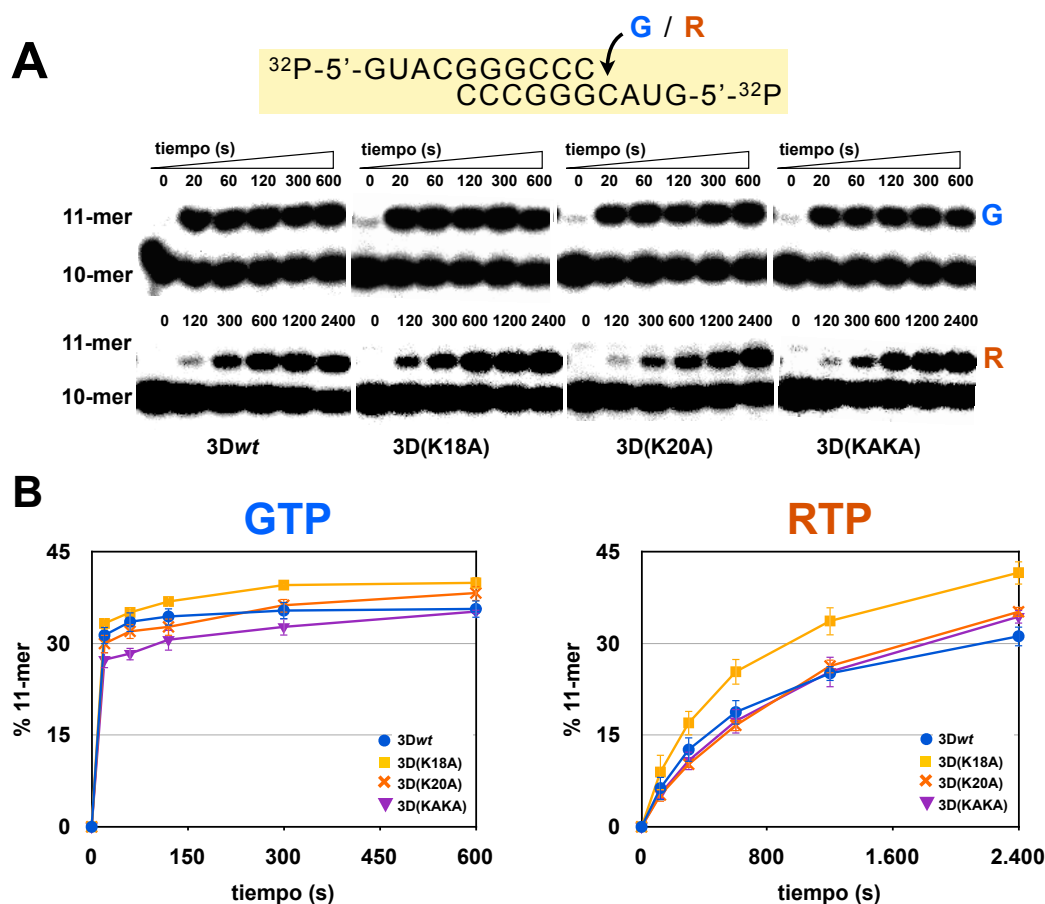 A
G / R
32P-5'-GUACGGGCCC
CCCGGGCAUG-5'-32P
tiempo (s) tiempo (s) tiempo (s) tiempo (s)
0 20 60 120 300 600 0 20 60 120 300 600 0 20 60 120 300 600 0 20 60 120 300 600
11-mer G
10-mer
0 120 300 600 1200 2400 0 120 300 600 1200 2400 0 120 300 600 1200 2400 0 120 300 600 1200 2400
11-mer R
10-mer
3Dwt 3D(K18A) 3D(K20A) 3D(KAKA)
B
GTP
% 11-mer
45
30
15
0
0 150 300 450 600
tiempo (s)
3Dwt
3D(K18A)
3D(K20A)
3D(KAKA)
RTP
% 11-mer
45
30
15
0
0 800 1.600 2.400
tiempo (s)
3Dwt
3D(K18A)
3D(K20A)
3D(KAKA)